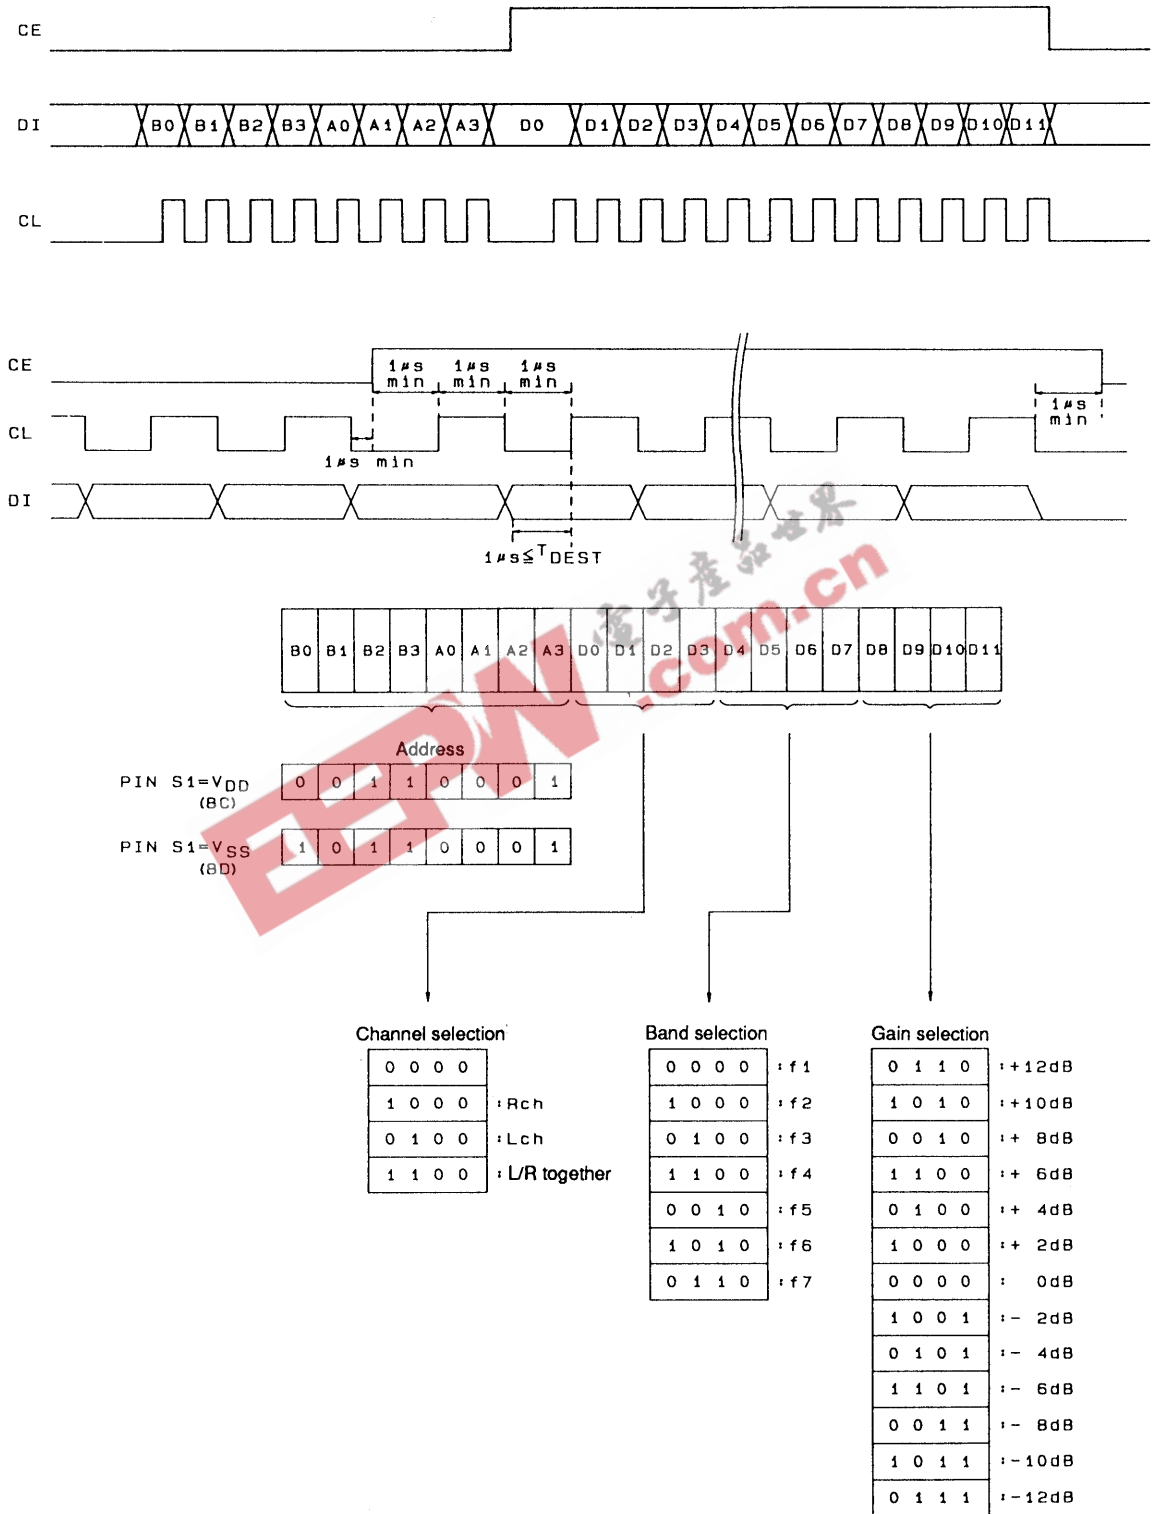 CE
DI B0 B1 B2 B3 A0 A1 A2 A3 D0 D1 D2 D3 D4 D5 D6 D7 D8 D9 D10 D11
CL
CE
1μs min 1μs min 1μs min
1μs min
CL
1μs min
DI
1μs≦TDEST
電子產品世界
EEPW.com.cn
B0 B1 B2 B3 A0 A1 A2 A3 D0 D1 D2 D3 D4 D5 D6 D7 D8 D9 D10 D11
Address
PIN S1=VDD 0 0 1 1 0 0 0 1
(8C)
PIN S1=VSS 1 0 1 1 0 0 0 1
(8D)
Channel selection
0 0 0 0
1 0 0 0 :Rch
0 1 0 0 :Lch
1 1 0 0 :L/R together
Band selection
0 0 0 0 :f1
1 0 0 0 :f2
0 1 0 0 :f3
1 1 0 0 :f4
0 0 1 0 :f5
1 0 1 0 :f6
0 1 1 0 :f7
Gain selection
0 1 1 0 :+12dB
1 0 1 0 :+10dB
0 0 1 0 :+ 8dB
1 1 0 0 :+ 6dB
0 1 0 0 :+ 4dB
1 0 0 0 :+ 2dB
0 0 0 0 : 0dB
1 0 0 1 :- 2dB
0 1 0 1 :- 4dB
1 1 0 1 :- 6dB
0 0 1 1 :- 8dB
1 0 1 1 :-10dB
0 1 1 1 :-12dB